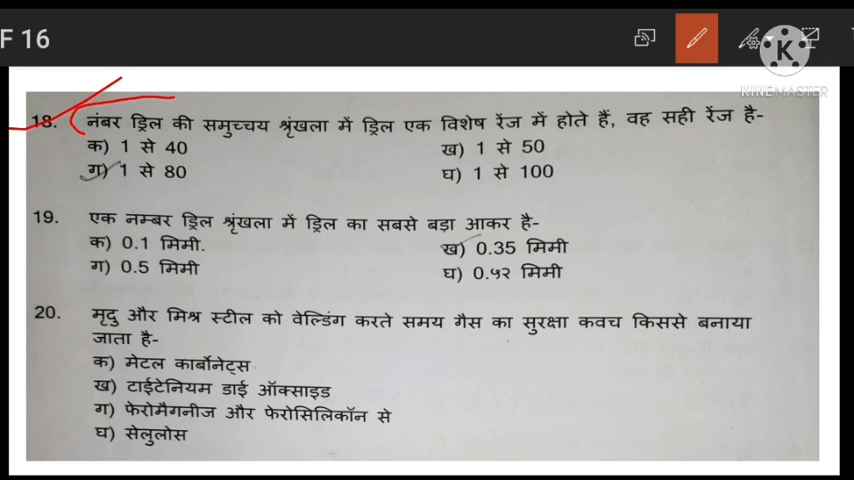 F 16
K
KINEMASTER
18. नंबर ड्रिल की समुच्चय श्रृंखला में ड्रिल एक विशेष रेंज में होते हैं, वह सही रेंज है-
क) 1 से 40 ख) 1 से 50
ग) 1 से 80 घ) 1 से 100
19. एक नम्बर ड्रिल श्रृंखला में ड्रिल का सबसे बड़ा आकर है-
क) 0.1 मिमी. ख) 0.35 मिमी
ग) 0.5 मिमी घ) 0.५२ मिमी
20. मृदु और मिश्र स्टील को वेल्डिंग करते समय गैस का सुरक्षा कवच किससे बनाया
जाता है-
क) मेटल कार्बोनेट्स
ख) टाईटेनियम डाई ऑक्साइड
ग) फेरोमैगनीज और फेरोसिलिकॉन से
घ) सेलुलोस